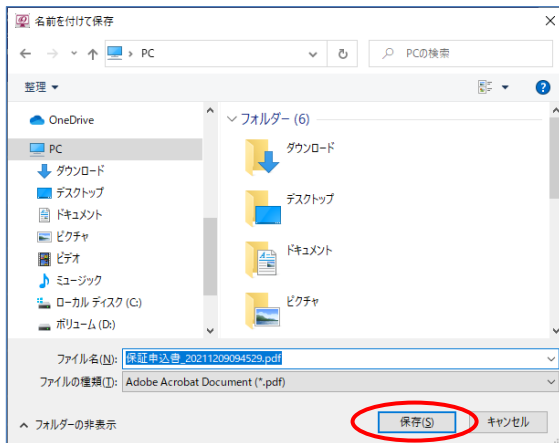 名前を付けて保存
PC
PCの検索
整理
OneDrive
PC
ダウンロード
デスクトップ
ドキュメント
ピクチャ
ビデオ
ミュージック
ローカル ディスク (C:)
ボリューム (D:)
フォルダー (6)
ダウンロード
デスクトップ
ドキュメント
ピクチャ
ファイル名(N): 保証申込書_20211209094529.pdf
ファイルの種類(T): Adobe Acrobat Document (*.pdf)
フォルダーの非表示
保存(S)
キャンセル